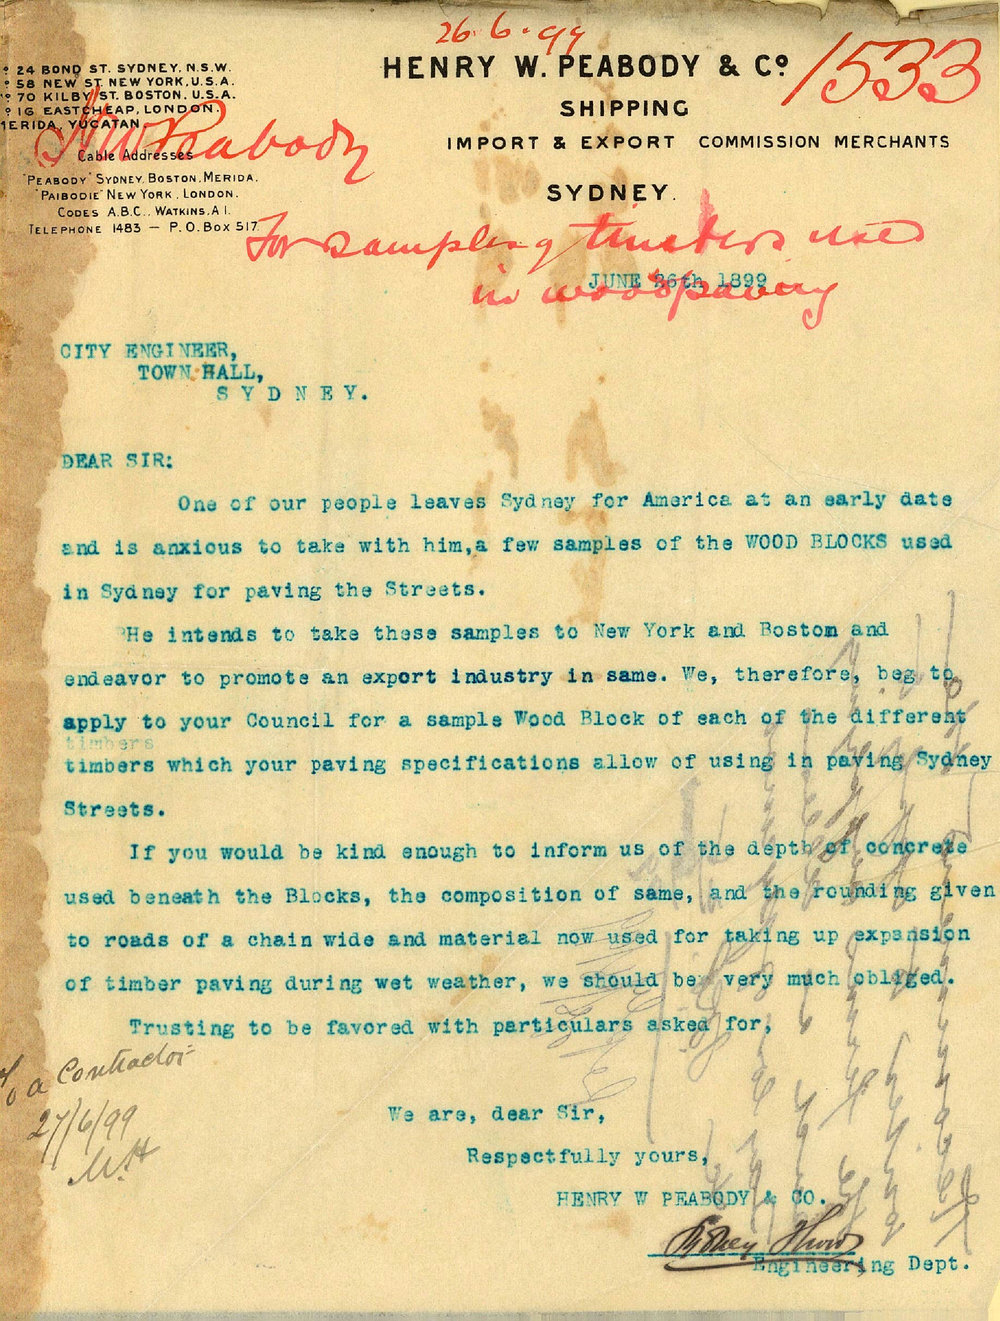 26.6.99
HENRY W. PEABODY & Cº
1533
SHIPPING
IMPORT & EXPORT COMMISSION MERCHANTS
SYDNEY.
24 BOND ST. SYDNEY, N.S.W.
58 NEW ST. NEW YORK, U.S.A.
70 KILBY ST. BOSTON, U.S.A.
16 EASTCHEAP, LONDON.
MERIDA, YUCATAN
Peabody
Cable Addresses
"PEABODY" SYDNEY, BOSTON, MERIDA.
"PAIBODIE" NEW YORK, LONDON.
CODES A.B.C., WATKINS, A I.
TELEPHONE 1483 — P.O. BOX 517.
For sampling timbers used
in woodpaving
JUNE 26th 1899
CITY ENGINEER,
TOWN HALL,
S Y D N E Y.
DEAR SIR:
One of our people leaves Sydney for America at an early date
and is anxious to take with him,a few samples of the WOOD BLOCKS used
in Sydney for paving the Streets.
He intends to take these samples to New York and Boston and
endeavor to promote an export industry in same. We, therefore, beg to
apply to your Council for a sample Wood Block of each of the different
timbers
timbers which your paving specifications allow of using in paving Sydney
Streets.
If you would be kind enough to inform us of the depth of concrete
used beneath the Blocks, the composition of same, and the rounding given
to roads of a chain wide and material now used for taking up expansion
of timber paving during wet weather, we should be very much obliged.
Trusting to be favored with particulars asked for,
a Contractor
27/6/99
We are, dear Sir,
Respectfully yours,
HENRY W PEABODY & CO.
Sydney
Engineering Dept.